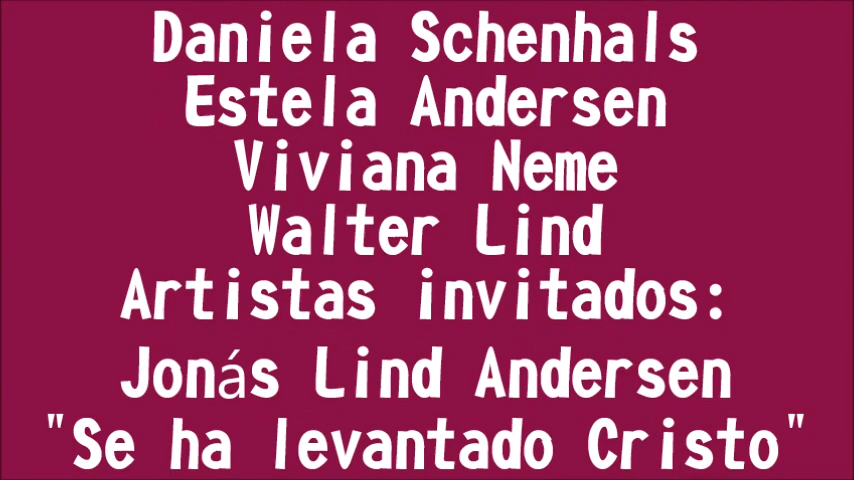 Daniela Schenhals
Estela Andersen
Viviana Neme
Walter Lind
Artistas invitados:
Jonás Lind Andersen
"Se ha levantado Cristo"